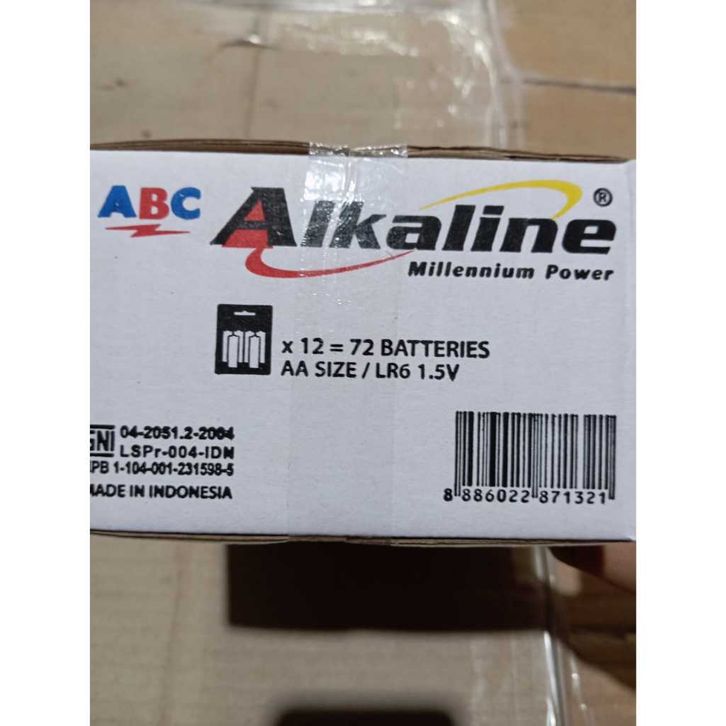 ABC Alkaline ®
Millennium Power
x 12 = 72 BATTERIES
AA SIZE / LR6 1.5V
SNI 04-2051.2-2004
LSPr-004-IDN
1-104-001-231598-5
MADE IN INDONESIA
8 886022 871321